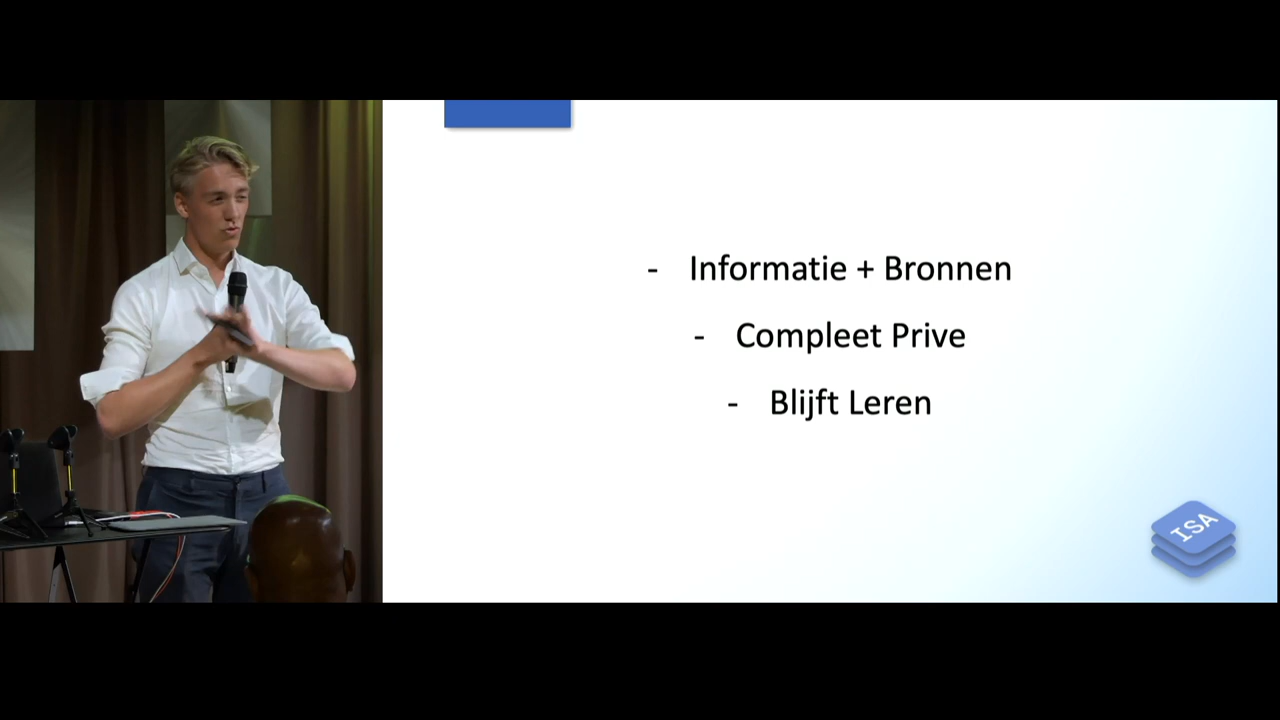 - Informatie + Bronnen
- Compleet Prive
- Blijft Leren
ISA